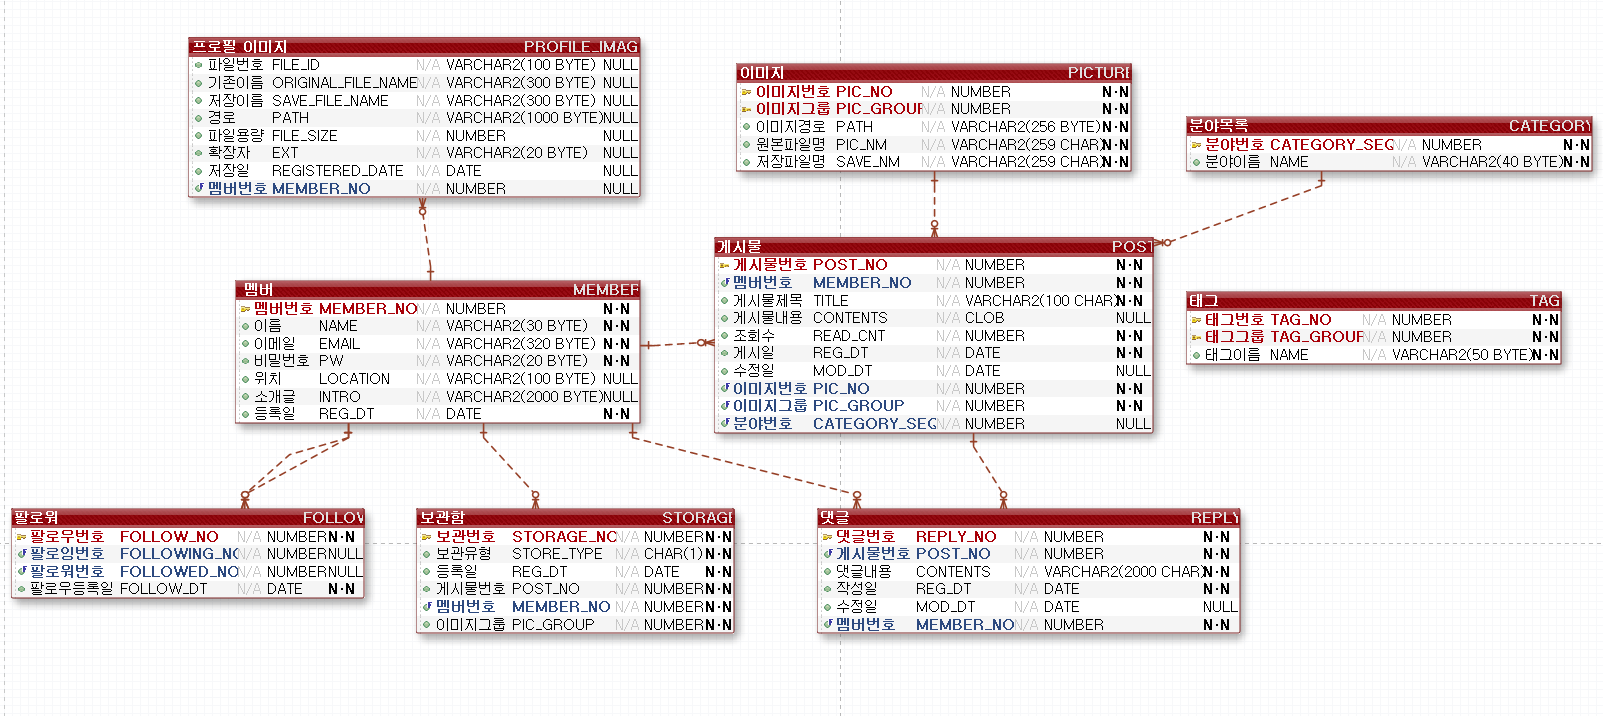 프로필 이미지 PROFILE_IMAG
파일번호 FILE_ID N/A VARCHAR2(100 BYTE) NULL
기존이름 ORIGINAL_FILE_NAME N/A VARCHAR2(300 BYTE) NULL
저장이름 SAVE_FILE_NAME N/A VARCHAR2(300 BYTE) NULL
경로 PATH N/A VARCHAR2(1000 BYTE) NULL
파일용량 FILE_SIZE N/A NUMBER NULL
확장자 EXT N/A VARCHAR2(20 BYTE) NULL
저장일 REGISTERED_DATE N/A DATE NULL
멤버번호 MEMBER_NO N/A NUMBER NULL
이미지 PICTURE
이미지번호 PIC_NO N/A NUMBER N·N
이미지그룹 PIC_GROUP N/A NUMBER N·N
이미지경로 PATH N/A VARCHAR2(256 BYTE) N·N
원본파일명 PIC_NM N/A VARCHAR2(259 CHAR) N·N
저장파일명 SAVE_NM N/A VARCHAR2(259 CHAR) N·N
분야목록 CATEGORY
분야번호 CATEGORY_SEQ N/A NUMBER N·N
분야이름 NAME N/A VARCHAR2(40 BYTE) N·N
멤버 MEMBER
멤버번호 MEMBER_NO N/A NUMBER N·N
이름 NAME N/A VARCHAR2(30 BYTE) N·N
이메일 EMAIL N/A VARCHAR2(320 BYTE) N·N
비밀번호 PW N/A VARCHAR2(20 BYTE) N·N
위치 LOCATION N/A VARCHAR2(100 BYTE) NULL
소개글 INTRO N/A VARCHAR2(2000 BYTE) NULL
등록일 REG_DT N/A DATE N·N
게시물 POST
게시물번호 POST_NO N/A NUMBER N·N
멤버번호 MEMBER_NO N/A NUMBER N·N
게시물제목 TITLE N/A VARCHAR2(100 CHAR) N·N
게시물내용 CONTENTS N/A CLOB NULL
조회수 READ_CNT N/A NUMBER N·N
게시일 REG_DT N/A DATE N·N
수정일 MOD_DT N/A DATE NULL
이미지번호 PIC_NO N/A NUMBER N·N
이미지그룹 PIC_GROUP N/A NUMBER N·N
분야번호 CATEGORY_SEQ N/A NUMBER NULL
태그 TAG
태그번호 TAG_NO N/A NUMBER N·N
태그그룹 TAG_GROUP N/A NUMBER N·N
태그이름 NAME N/A VARCHAR2(50 BYTE) N·N
팔로워 FOLLOW
팔로우번호 FOLLOW_NO N/A NUMBER N·N
팔로잉번호 FOLLOWING_NO N/A NUMBER NULL
팔로워번호 FOLLOWED_NO N/A NUMBER NULL
팔로우등록일 FOLLOW_DT N/A DATE N·N
보관함 STORAGE
보관번호 STORAGE_NO N/A NUMBER N·N
보관유형 STORE_TYPE N/A CHAR(1) N·N
등록일 REG_DT N/A DATE N·N
게시물번호 POST_NO N/A NUMBER N·N
멤버번호 MEMBER_NO N/A NUMBER N·N
이미지그룹 PIC_GROUP N/A NUMBER N·N
댓글 REPLY
댓글번호 REPLY_NO N/A NUMBER N·N
게시물번호 POST_NO N/A NUMBER N·N
댓글내용 CONTENTS N/A VARCHAR2(2000 CHAR) N·N
작성일 REG_DT N/A DATE N·N
수정일 MOD_DT N/A DATE NULL
멤버번호 MEMBER_NO N/A NUMBER N·N